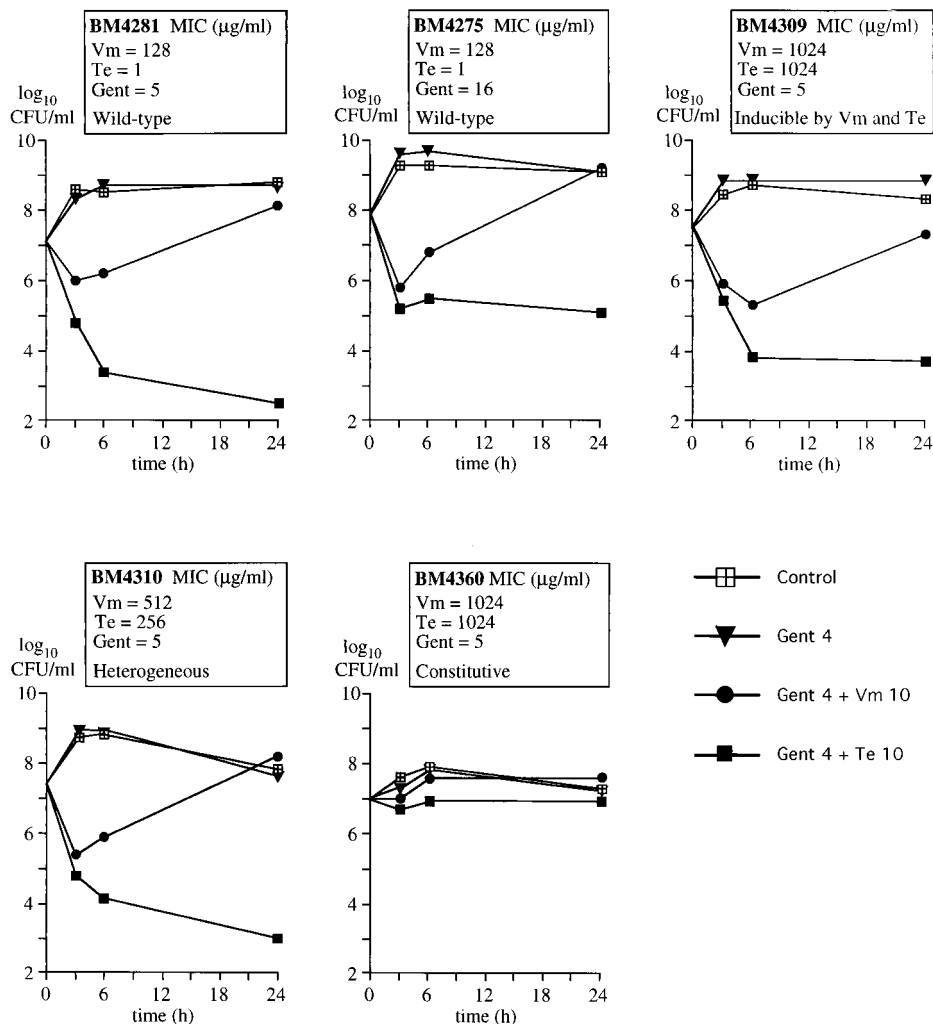 BM4281 MIC (µg/ml)
Vm = 128
Te = 1
Gent = 5
Wild-type
log10
CFU/ml
10
8
6
4
2
0 6 12 18 24
time (h)
BM4275 MIC (µg/ml)
Vm = 128
Te = 1
Gent = 16
Wild-type
log10
CFU/ml
10
8
6
4
2
0 6 12 18 24
time (h)
BM4309 MIC (µg/ml)
Vm = 1024
Te = 1024
Gent = 5
Inducible by Vm and Te
log10
CFU/ml
10
8
6
4
2
0 6 12 18 24
time (h)
BM4310 MIC (µg/ml)
Vm = 512
Te = 256
Gent = 5
Heterogeneous
log10
CFU/ml
10
8
6
4
2
0 6 12 18 24
time (h)
BM4360 MIC (µg/ml)
Vm = 1024
Te = 1024
Gent = 5
Constitutive
log10
CFU/ml
10
8
6
4
2
0 6 12 18 24
time (h)
Control
Gent 4
Gent 4 + Vm 10
Gent 4 + Te 10